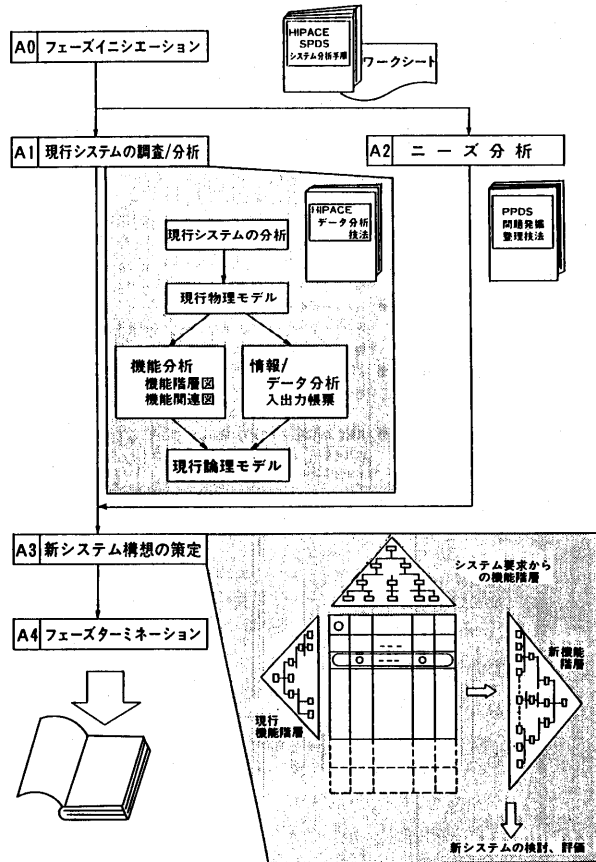 A0 フェーズイニシエーション
HIPACE
SPDS
システム分析手順
ワークシート
A1 現行システムの調査/分析
A2 ニーズ分析
HIPACE
データ分析
技法
PPDS
問題発掘
整理技法
現行システムの分析
現行物理モデル
機能分析
機能階層図
機能関連図
情報/
データ分析
入出力帳票
現行論理モデル
A3 新システム構想の策定
システム要求から
の機能階層
A4 フェーズターミネーション
新機能
階層
現行
機能階層
新システムの検討、評価